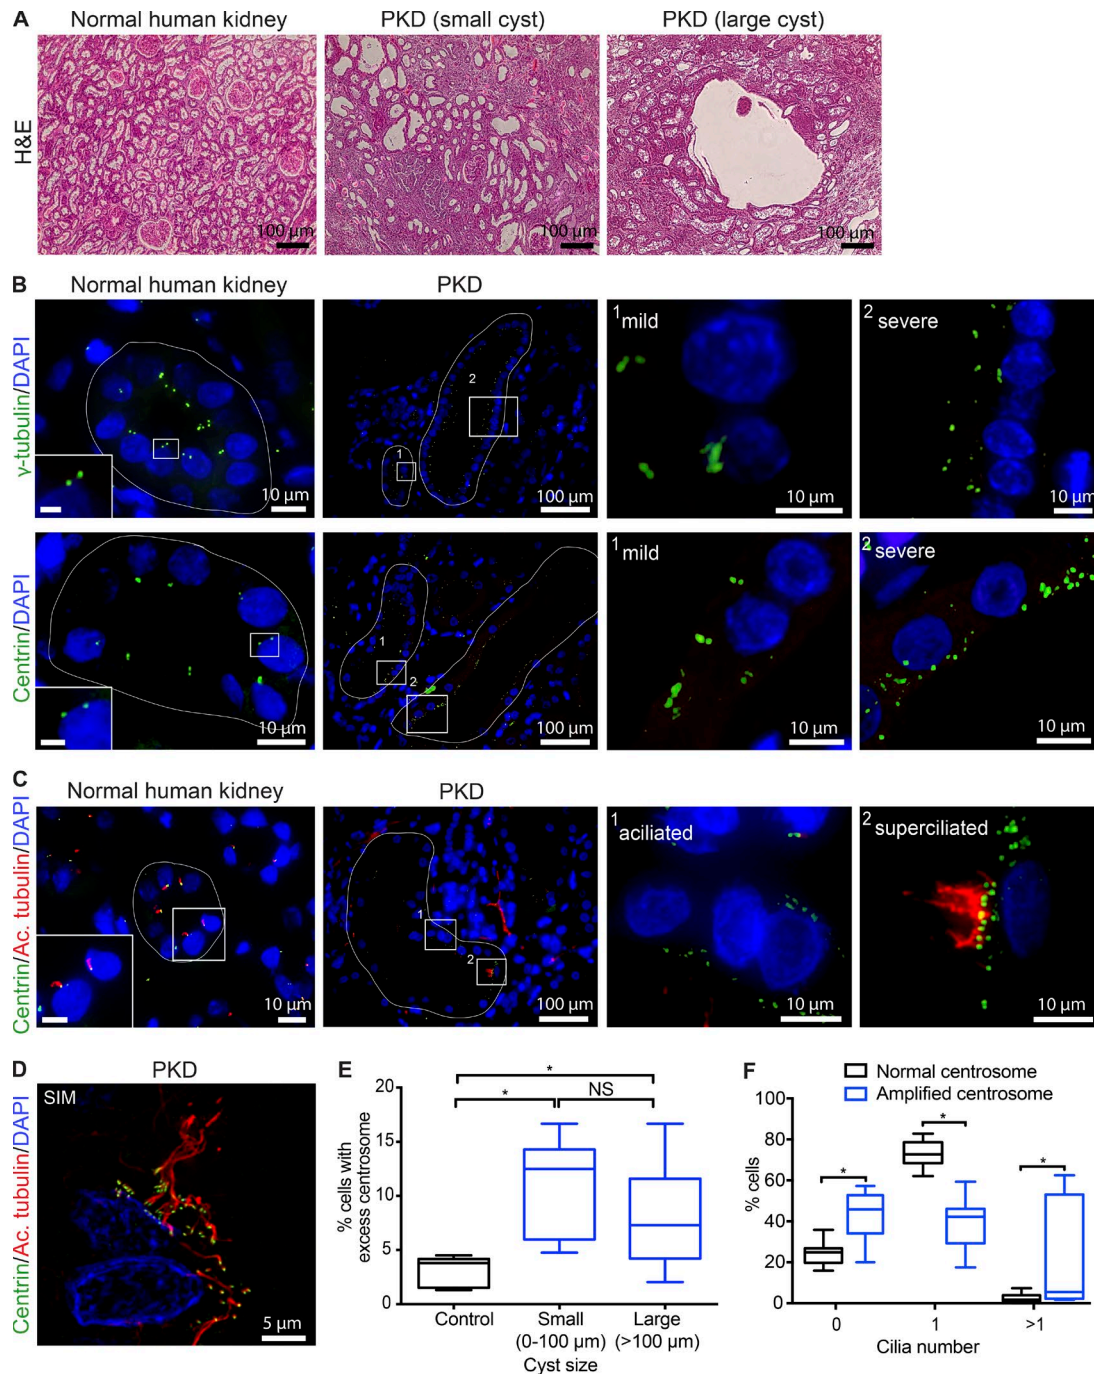 A
Normal human kidney
PKD (small cyst)
PKD (large cyst)
H&E
100 µm
100 µm
100 µm
B
Normal human kidney
PKD
γ-tubulin/DAPI
10 µm
1
2
100 µm
1 mild
10 µm
2 severe
10 µm
Centrin/DAPI
10 µm
1
2
100 µm
1 mild
10 µm
2 severe
10 µm
C
Normal human kidney
PKD
Centrin/Ac. tubulin/DAPI
10 µm
1
2
100 µm
1 aciliated
10 µm
2 superciliated
10 µm
D
PKD
Centrin/Ac. tubulin/DAPI
SIM
5 µm
E
% cells with
excess centrosome
20
15
10
5
0
*
*
NS
Control
Small
(0-100 µm)
Large
(>100 µm)
Cyst size
F
Normal centrosome
Amplified centrosome
% cells
100
80
60
40
20
0
*
*
*
0
1
>1
Cilia number